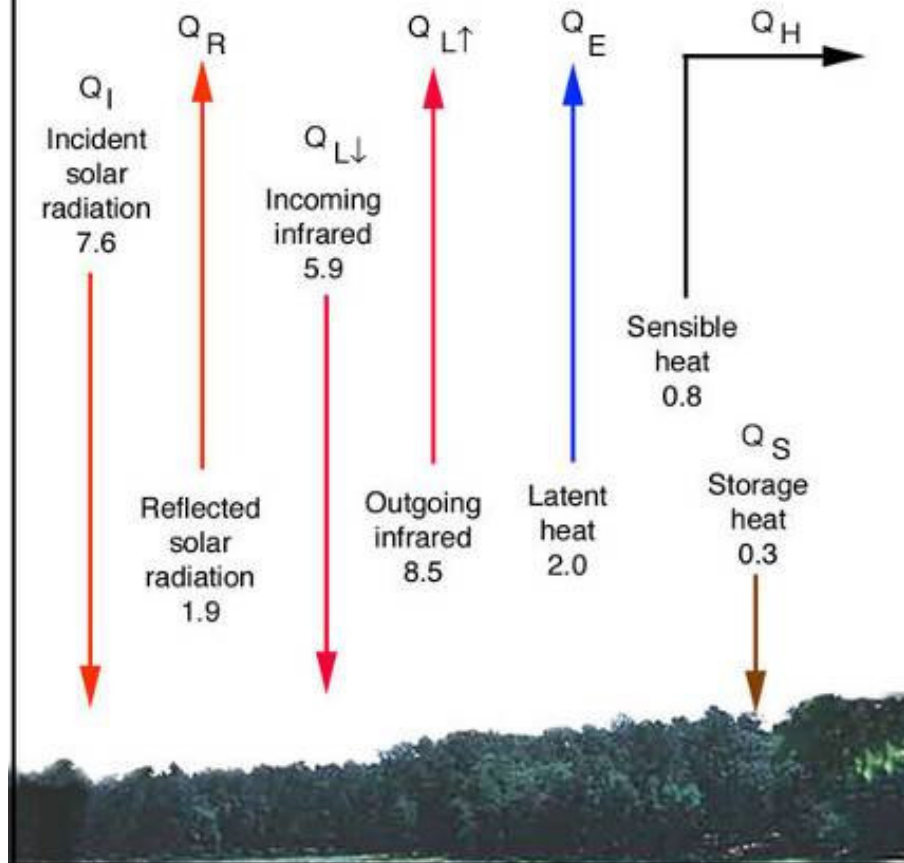 Q I
Incident
solar
radiation
7.6
Q R
Reflected
solar
radiation
1.9
Q L↓
Incoming
infrared
5.9
Q L↑
Outgoing
infrared
8.5
Q E
Latent
heat
2.0
Q H
Sensible
heat
0.8
Q S
Storage
heat
0.3